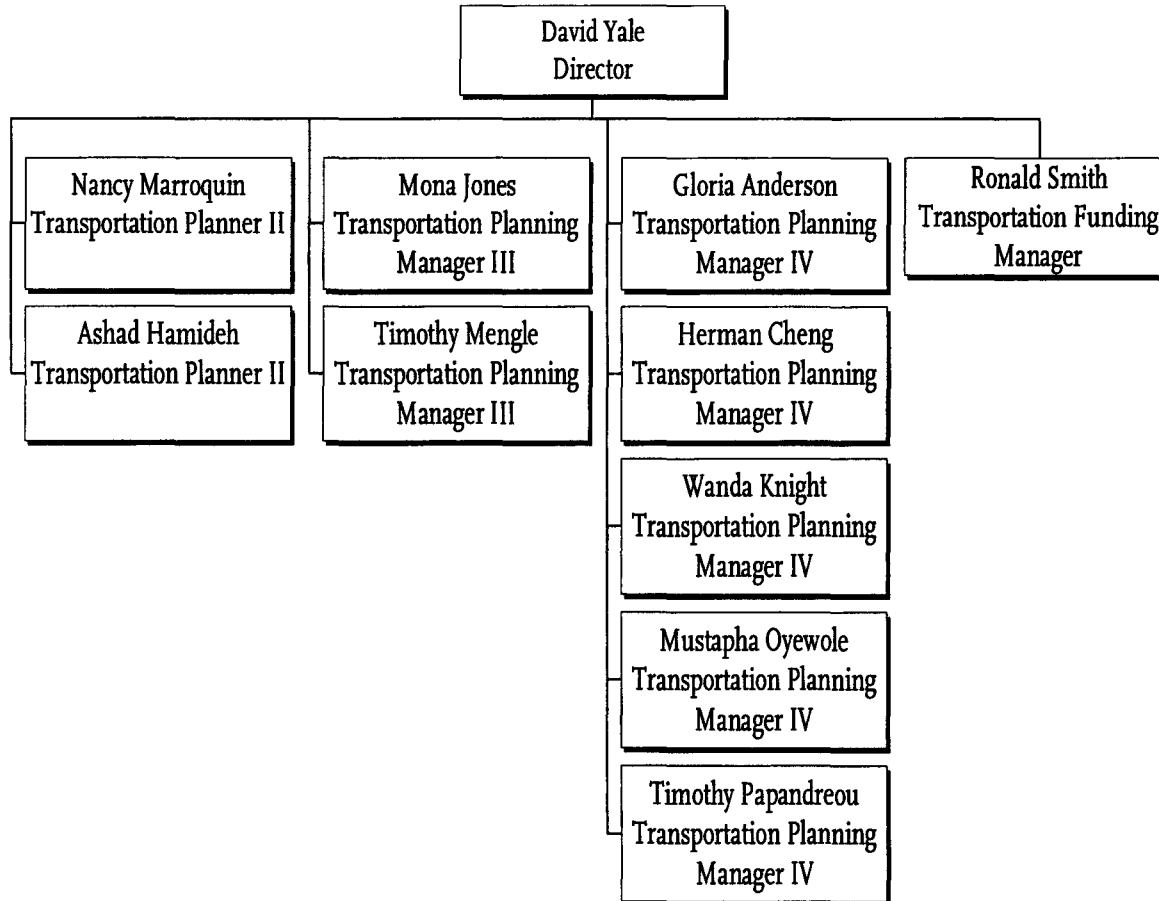 David Yale
Director
Nancy Marroquin
Transportation Planner II
Ashad Hamideh
Transportation Planner II
Mona Jones
Transportation Planning
Manager III
Timothy Mengle
Transportation Planning
Manager III
Gloria Anderson
Transportation Planning
Manager IV
Herman Cheng
Transportation Planning
Manager IV
Wanda Knight
Transportation Planning
Manager IV
Mustapha Oyewole
Transportation Planning
Manager IV
Timothy Papandreou
Transportation Planning
Manager IV
Ronald Smith
Transportation Funding
Manager